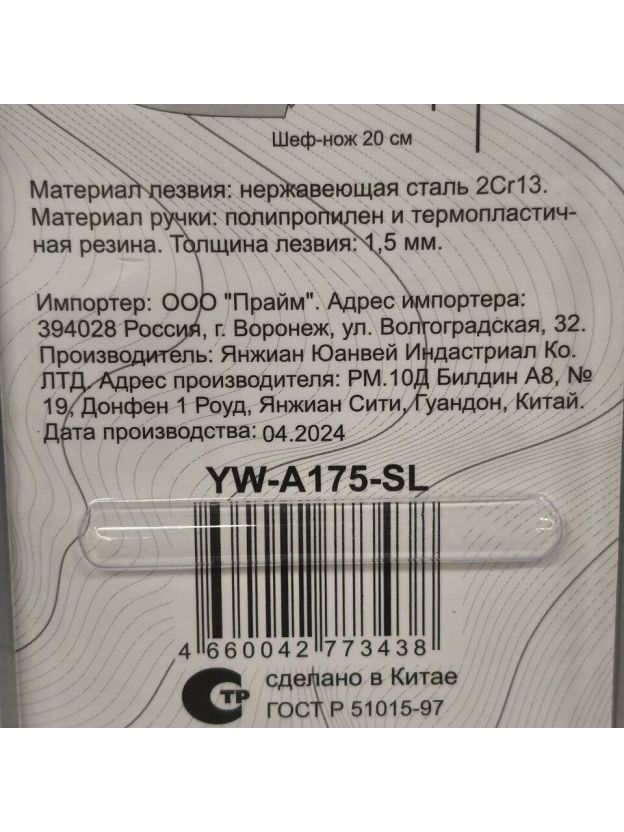 Шеф-нож 20 см
Материал лезвия: нержавеющая сталь 2Cr13.
Материал ручки: полипропилен и термопластич-
ная резина. Толщина лезвия: 1,5 мм.
Импортер: ООО "Прайм". Адрес импортера:
394028 Россия, г. Воронеж, ул. Волгоградская, 32.
Производитель: Янжиан Юанвей Индастриал Ко.
ЛТД. Адрес производителя: РМ.10Д Билдин А8, №
19, Донфен 1 Роуд, Янжиан Сити, Гуандон, Китай.
Дата производства: 04.2024
YW-A175-SL
4 660042 773438
ТР сделано в Китае
ГОСТ Р 51015-97